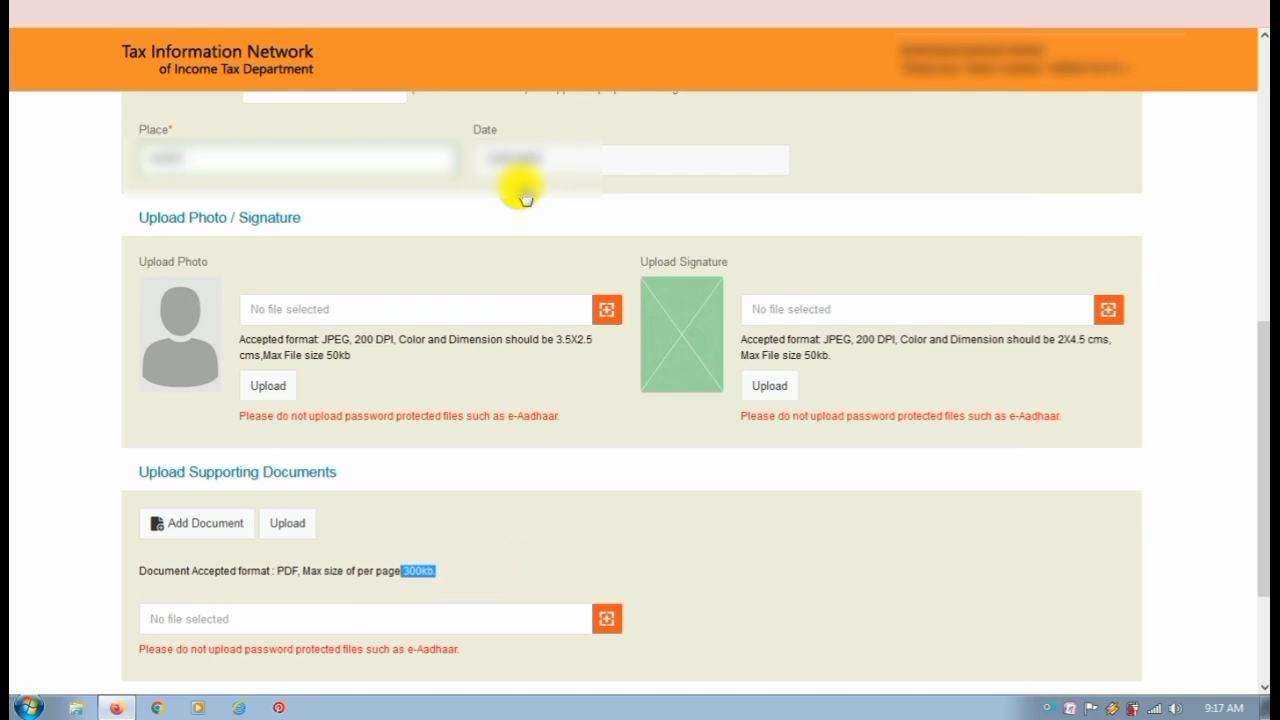 Tax Information Network
of Income Tax Department
Place*
Date
Upload Photo / Signature
Upload Photo
Upload Signature
No file selected
No file selected
Accepted format: JPEG, 200 DPI, Color and Dimension should be 3.5X2.5
cms,Max File size 50kb
Accepted format: JPEG, 200 DPI, Color and Dimension should be 2X4.5 cms,
Max File size 50kb.
Upload
Upload
Please do not upload password protected files such as e-Aadhaar.
Please do not upload password protected files such as e-Aadhaar.
Upload Supporting Documents
Add Document
Upload
Document Accepted format : PDF, Max size of per page 300kb.
No file selected
Please do not upload password protected files such as e-Aadhaar.
9:17 AM